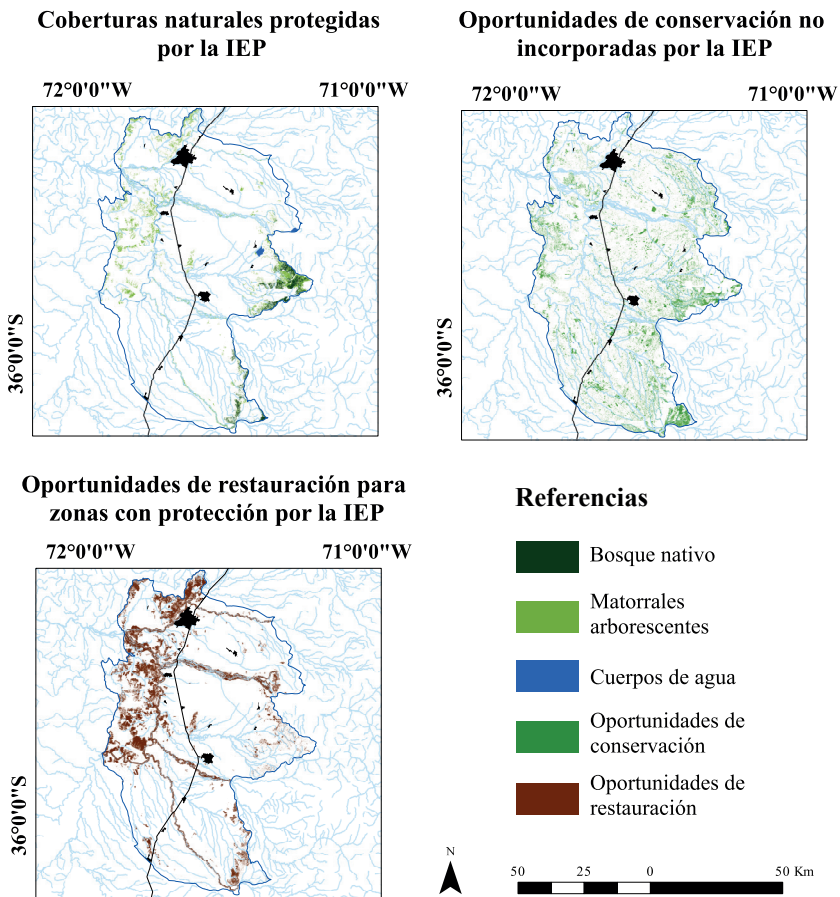 Coberturas naturales protegidas
por la IEP
Oportunidades de conservación no
incorporadas por la IEP
72°0'0"W
71°0'0"W
72°0'0"W
71°0'0"W
36°0'0"S
36°0'0"S
Oportunidades de restauración para
zonas con protección por la IEP
72°0'0"W
71°0'0"W
36°0'0"S
Referencias
Bosque nativo
Matorrales
arborescentes
Cuerpos de agua
Oportunidades de
conservación
Oportunidades de
restauración
N
50 25 0 50 Km